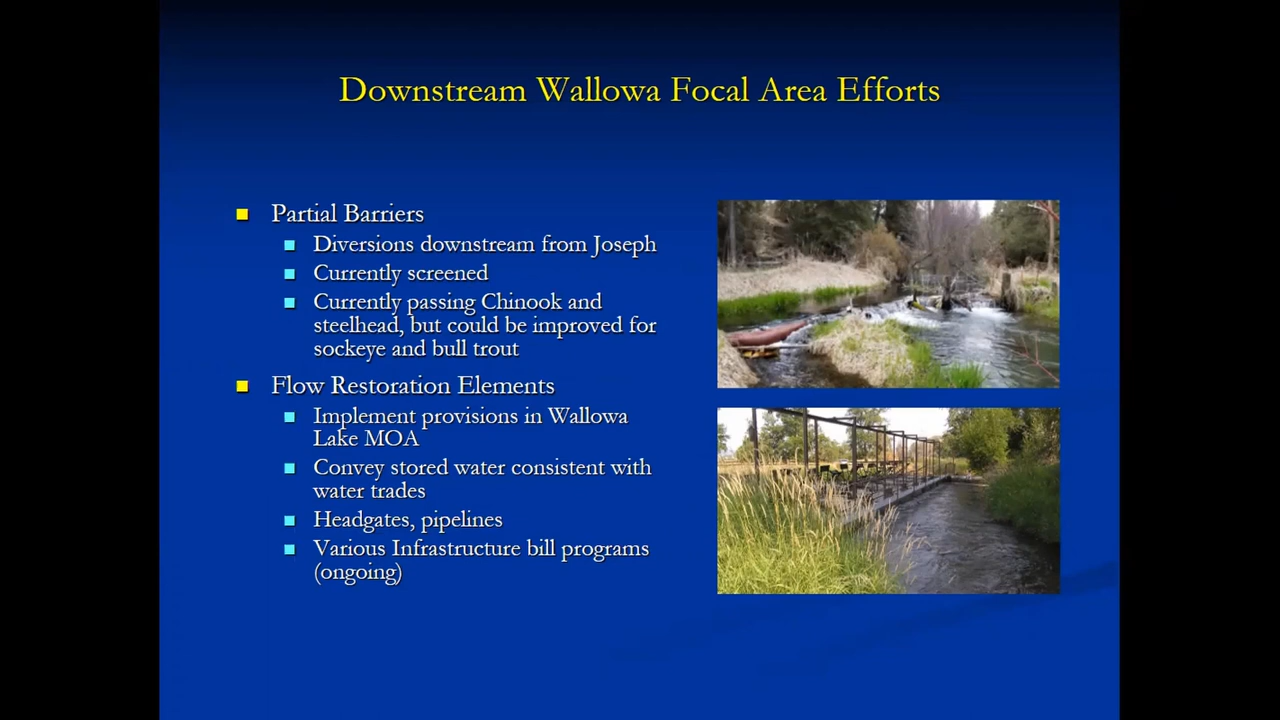 Downstream Wallowa Focal Area Efforts
Partial Barriers
Diversions downstream from Joseph
Currently screened
Currently passing Chinook and
steelhead, but could be improved for
sockeye and bull trout
Flow Restoration Elements
Implement provisions in Wallowa
Lake MOA
Convey stored water consistent with
water trades
Headgates, pipelines
Various Infrastructure bill programs
(ongoing)